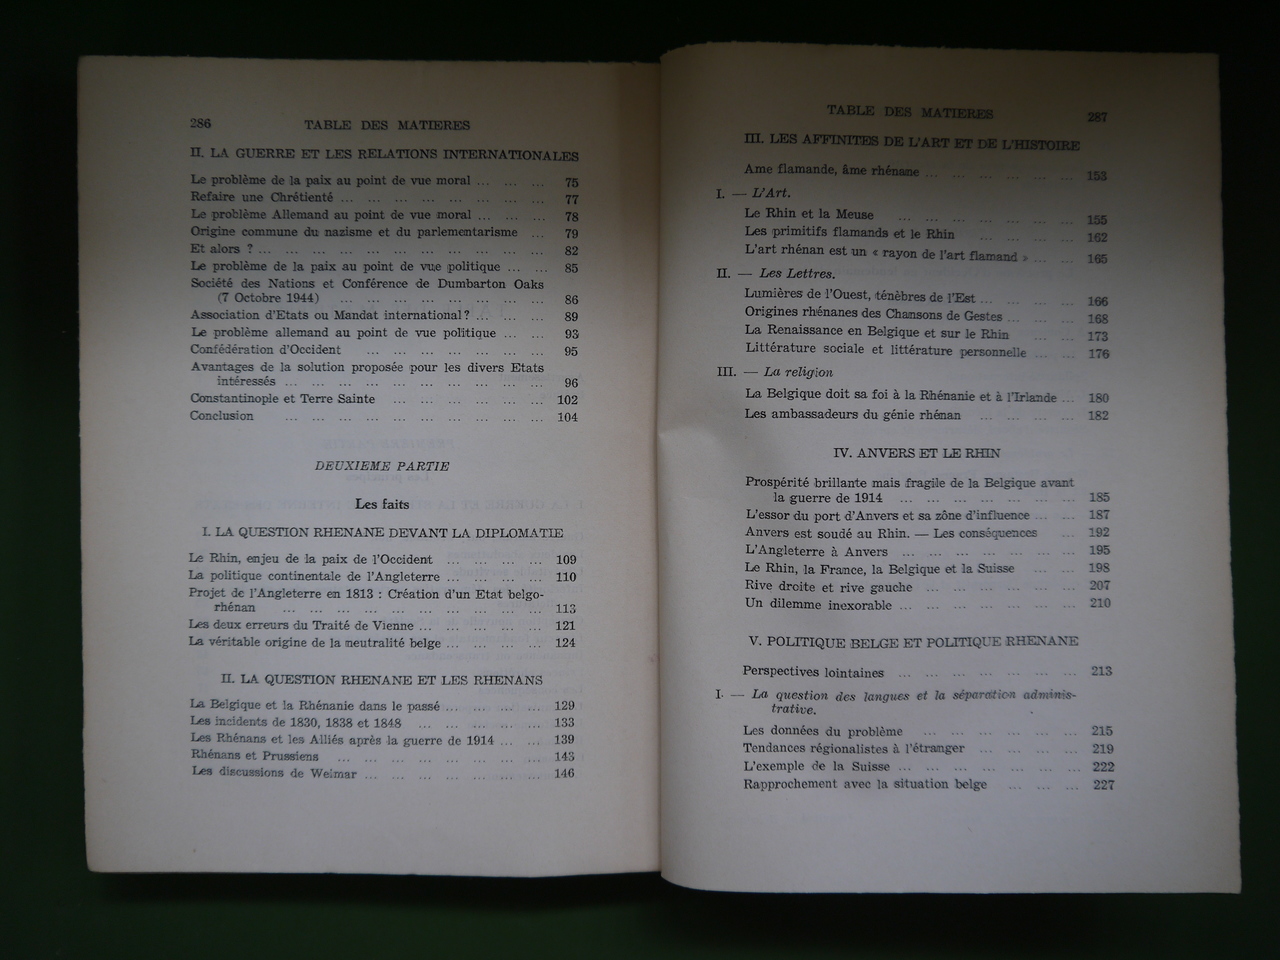 286 TABLE DES MATIERES
II. LA GUERRE ET LES RELATIONS INTERNATIONALES
Le problème de la paix au point de vue moral ... ... ... 75
Refaire une Chrétienté ... ... ... ... ... ... ... ... 77
Le problème Allemand au point de vue moral ... ... ... 78
Origine commune du nazisme et du parlementarisme ... 79
Et alors ? ... ... ... ... ... ... ... ... ... ... ... 82
Le problème de la paix au point de vue politique ... ... 85
Société des Nations et Conférence de Dumbarton Oaks
(7 Octobre 1944) ... ... ... ... ... ... ... ... 86
Association d'Etats ou Mandat international ? ... ... ... 89
Le problème allemand au point de vue politique ... ... 93
Confédération d'Occident ... ... ... ... ... ... ... 95
Avantages de la solution proposée pour les divers Etats
intéressés ... ... ... ... ... ... ... ... ... ... 96
Constantinople et Terre Sainte ... ... ... ... ... ... 102
Conclusion ... ... ... ... ... ... ... ... ... ... 104
DEUXIEME PARTIE
Les faits
I. LA QUESTION RHENANE DEVANT LA DIPLOMATIE
Le Rhin, enjeu de la paix de l'Occident ... ... ... ... 109
La politique continentale de l'Angleterre ... ... ... ... 110
Projet de l'Angleterre en 1813 : Création d'un Etat belgo-
rhénan ... ... ... ... ... ... ... ... ... ... 113
Les deux erreurs du Traité de Vienne ... ... ... ... ... 121
La véritable origine de la neutralité belge ... ... ... ... 124
II. LA QUESTION RHENANE ET LES RHENANS
La Belgique et la Rhénanie dans le passé ... ... ... ... 129
Les incidents de 1830, 1838 et 1848 ... ... ... ... ... 133
Les Rhénans et les Alliés après la guerre de 1914 ... ... 139
Rhénans et Prussiens ... ... ... ... ... ... ... ... 143
Les discussions de Weimar ... ... ... ... ... ... ... 146
TABLE DES MATIERES 287
III. LES AFFINITES DE L'ART ET DE L'HISTOIRE
Ame flamande, âme rhénane ... ... ... ... ... ... 153
I. — L'Art.
Le Rhin et la Meuse ... ... ... ... ... ... ... 155
Les primitifs flamands et le Rhin ... ... ... ... 162
L'art rhénan est un « rayon de l'art flamand » ... ... 165
II. — Les Lettres.
Lumières de l'Ouest, ténèbres de l'Est ... ... ... ... 166
Origines rhénanes des Chansons de Gestes ... ... ... 168
La Renaissance en Belgique et sur le Rhin ... ... ... 173
Littérature sociale et littérature personnelle ... ... 176
III. — La religion
La Belgique doit sa foi à la Rhénanie et à l'Irlande ... 180
Les ambassadeurs du génie rhénan ... ... ... ... 182
IV. ANVERS ET LE RHIN
Prospérité brillante mais fragile de la Belgique avant
la guerre de 1914 ... ... ... ... ... ... ... 185
L'essor du port d'Anvers et sa zône d'influence ... ... 187
Anvers est soudé au Rhin. — Les conséquences ... 192
L'Angleterre à Anvers ... ... ... ... ... ... ... 195
Le Rhin, la France, la Belgique et la Suisse ... ... 198
Rive droite et rive gauche ... ... ... ... ... ... 207
Un dilemme inexorable ... ... ... ... ... ... ... 210
V. POLITIQUE BELGE ET POLITIQUE RHENANE
Perspectives lointaines ... ... ... ... ... ... ... 213
I. — La question des langues et la séparation adminis-
trative.
Les données du problème ... ... ... ... ... ... 215
Tendances régionalistes à l'étranger ... ... ... ... 219
L'exemple de la Suisse ... ... ... ... ... ... ... 222
Rapprochement avec la situation belge ... ... ... 227